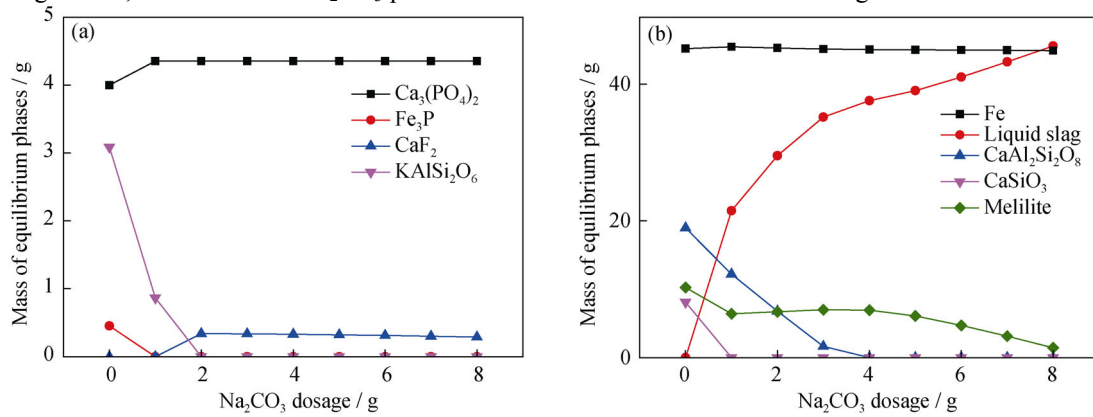 (a)
5
4
3
2
1
0
Mass of equilibrium phases / g
Ca₃(PO₄)₂
Fe₃P
CaF₂
KAlSi₂O₆
0 2 4 6 8
Na₂CO₃ dosage / g
(b)
40
20
0
Mass of equilibrium phases / g
Fe
Liquid slag
CaAl₂Si₂O₈
CaSiO₃
Melilite
0 2 4 6 8
Na₂CO₃ dosage / g